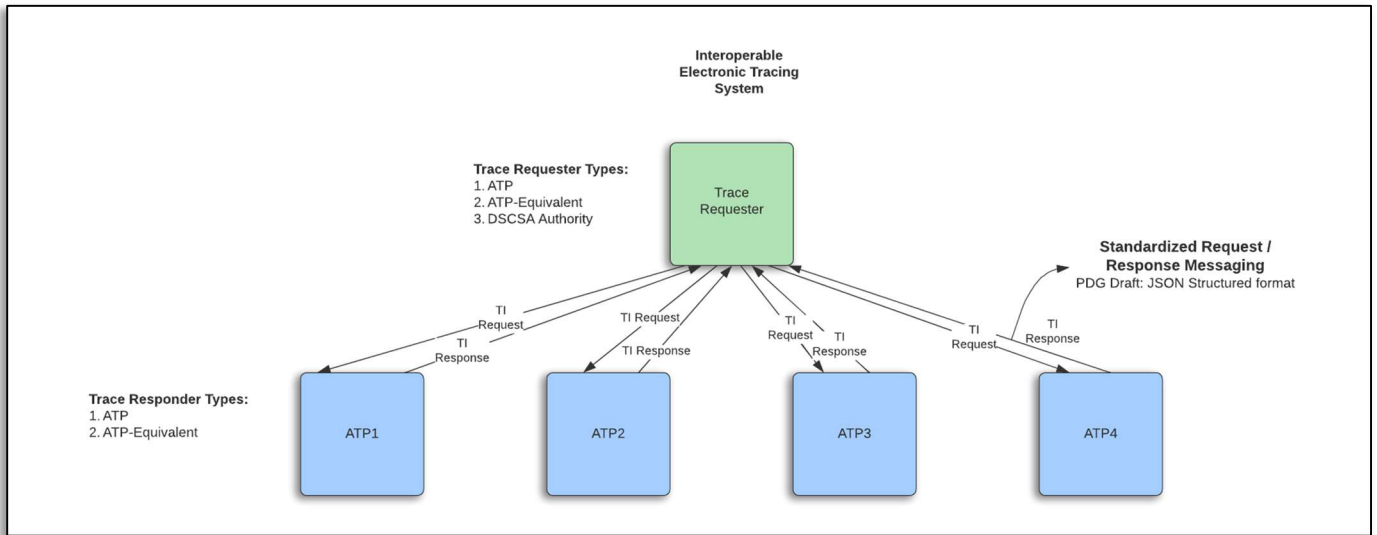 Interoperable
Electronic Tracing
System
Trace Requester Types:
1. ATP
2. ATP-Equivalent
3. DSCSA Authority
Trace
Requester
Standardized Request /
Response Messaging
PDG Draft: JSON Structured format
TI
Request
TI
Response
TI Request
TI Response
TI
Request
TI
Response
TI
Request
TI
Response
Trace Responder Types:
1. ATP
2. ATP-Equivalent
ATP1
ATP2
ATP3
ATP4